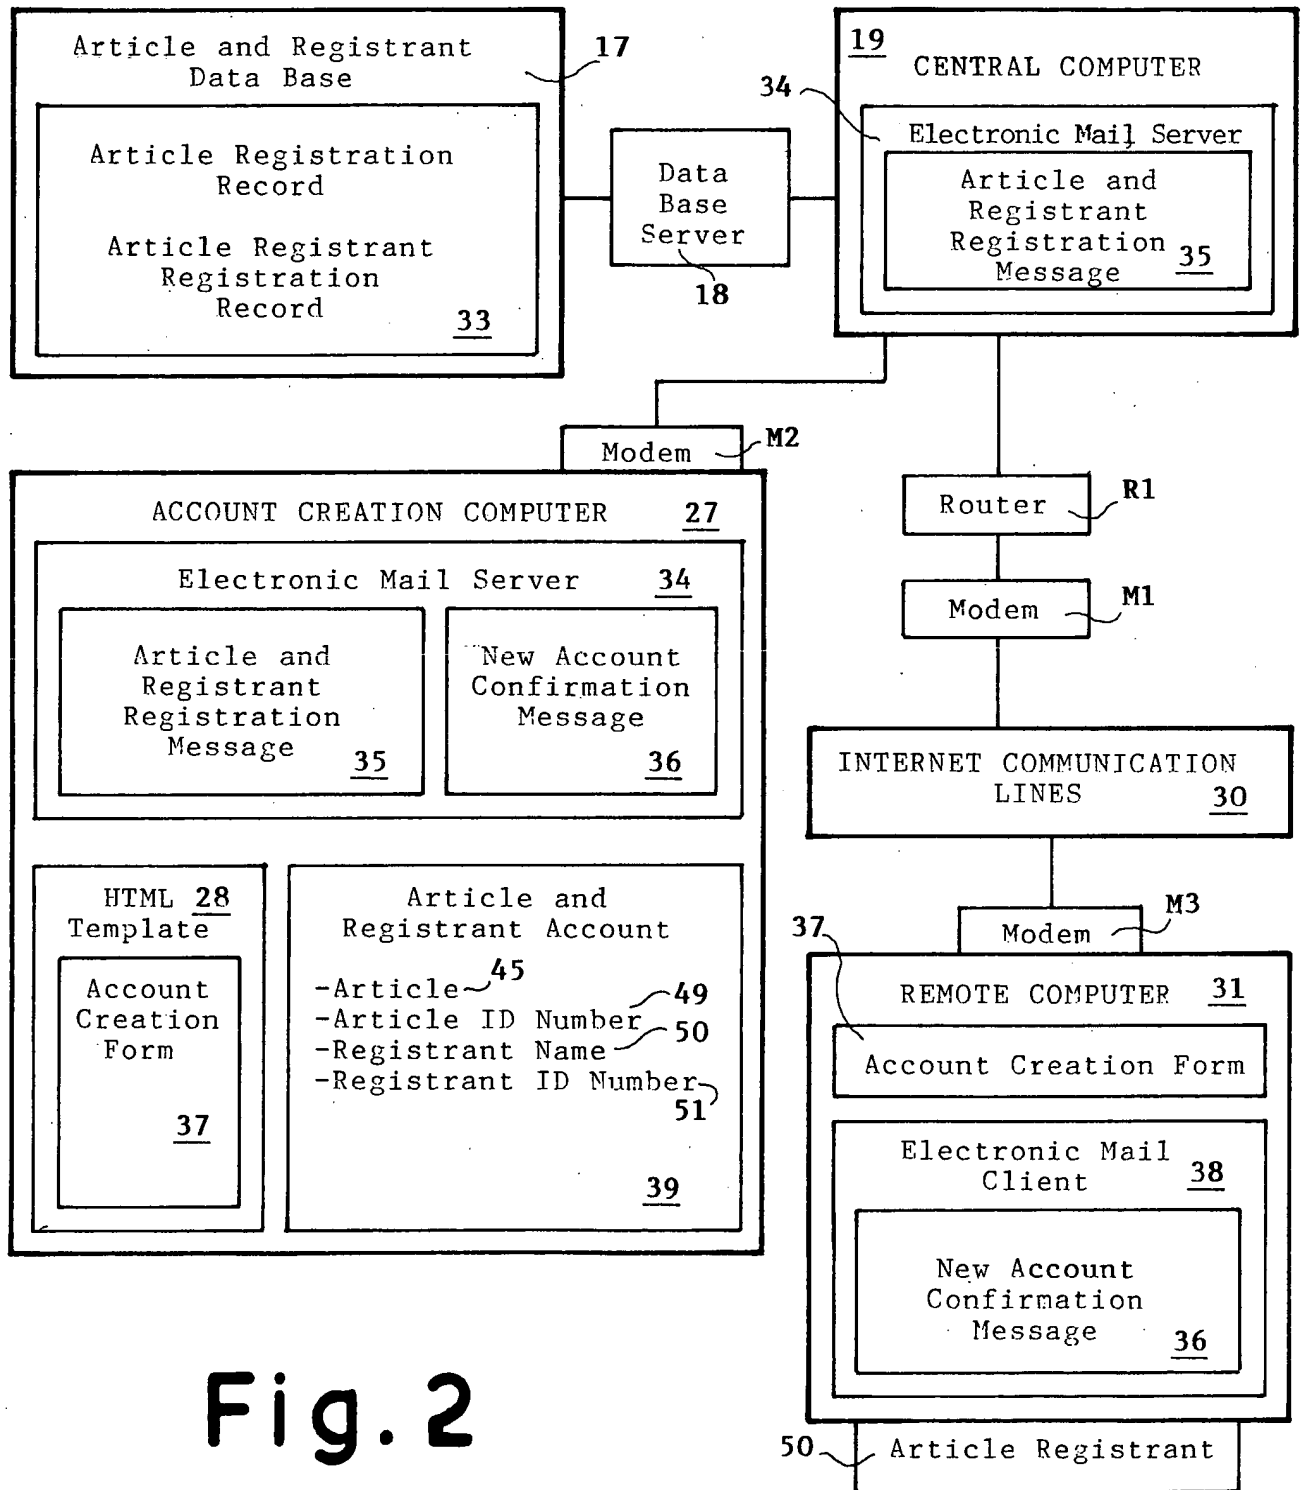 Article and Registrant
Data Base
17
Article Registration
Record
Article Registrant
Registration
Record
33
Data
Base
Server
18
19
CENTRAL COMPUTER
34
Electronic Mail Server
Article and
Registrant
Registration
Message
35
Modem
M2
ACCOUNT CREATION COMPUTER
27
Electronic Mail Server
34
Article and
Registrant
Registration
Message
35
New Account
Confirmation
Message
36
HTML
28
Template
Account
Creation
Form
37
Article and
Registrant Account
-Article
45
-Article ID Number
49
-Registrant Name
50
-Registrant ID Number
51
39
Router
R1
Modem
M1
INTERNET COMMUNICATION
LINES
30
Modem
M3
37
REMOTE COMPUTER
31
Account Creation Form
Electronic Mail
Client
38
New Account
Confirmation
Message
36
50
Article Registrant
Fig. 2